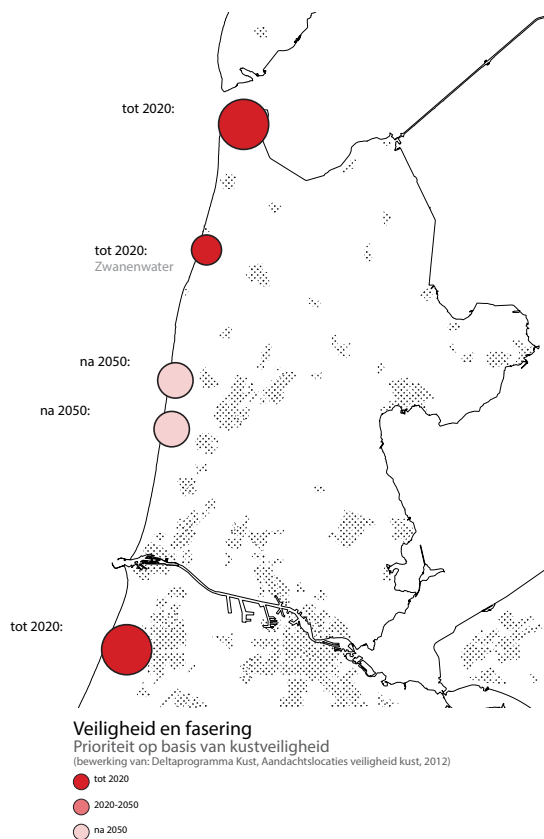 tot 2020:
tot 2020:
Zwanenwater
na 2050:
na 2050:
tot 2020:
Veiligheid en fasering
Prioriteit op basis van kustveiligheid
(bewerking van: Deltaprogramma Kust, Aandachtslocaties veiligheid kust, 2012)
tot 2020
2020-2050
na 2050